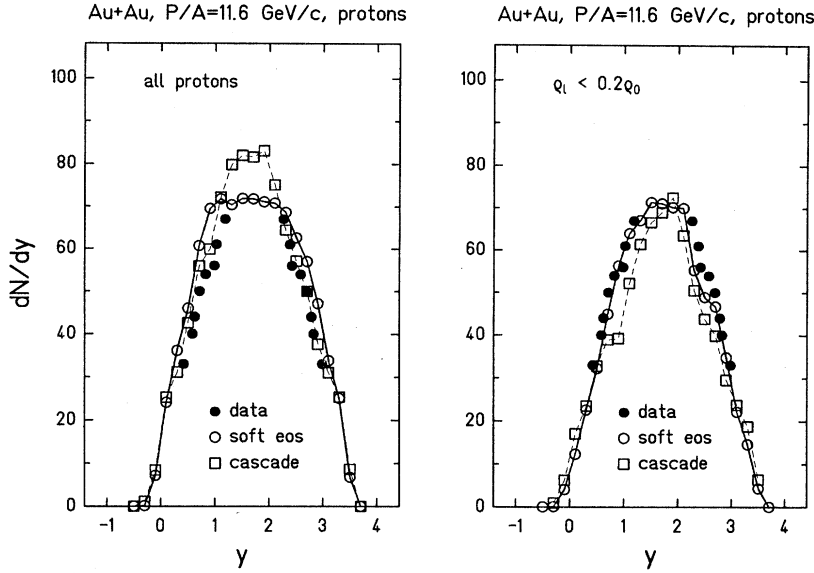 Au+Au, P/A=11.6 GeV/c, protons
all protons
dN/dy
100
80
60
40
20
0
data
soft eos
cascade
-1 0 1 2 3 4
y
Au+Au, P/A=11.6 GeV/c, protons
ϱₗ < 0.2ϱ₀
100
80
60
40
20
0
data
soft eos
cascade
-1 0 1 2 3 4
y